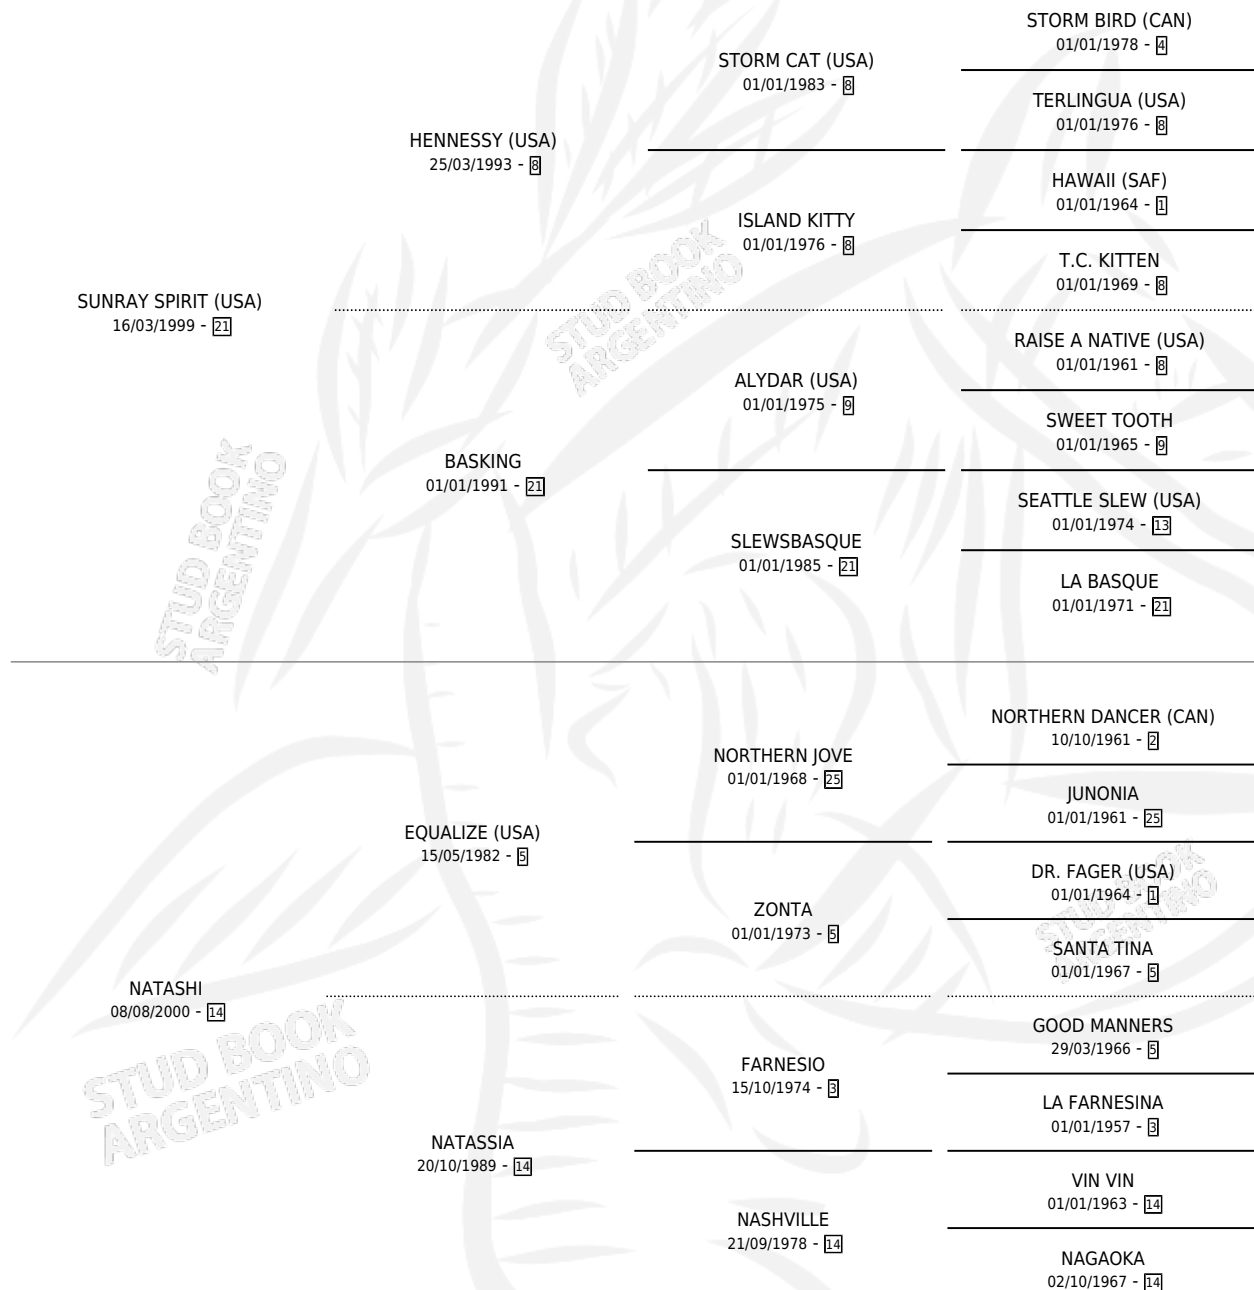 STORM BIRD (CAN)
01/01/1978 - 4
STORM CAT (USA)
01/01/1983 - 8
TERLINGUA (USA)
01/01/1976 - 8
HENNESSY (USA)
25/03/1993 - 8
HAWAII (SAF)
01/01/1964 - 1
ISLAND KITTY
01/01/1976 - 8
T.C. KITTEN
01/01/1969 - 8
SUNRAY SPIRIT (USA)
16/03/1999 - 21
STUD BOOK
ARGENTINO
RAISE A NATIVE (USA)
01/01/1961 - 8
ALYDAR (USA)
01/01/1975 - 9
SWEET TOOTH
01/01/1965 - 9
BASKING
01/01/1991 - 21
SEATTLE SLEW (USA)
01/01/1974 - 13
SLEWSBASQUE
01/01/1985 - 21
LA BASQUE
01/01/1971 - 21
STUD BOOK
ARGENTINO
NORTHERN DANCER (CAN)
10/10/1961 - 2
NORTHERN JOVE
01/01/1968 - 25
JUNONIA
01/01/1961 - 25
EQUALIZE (USA)
15/05/1982 - 5
DR. FAGER (USA)
01/01/1964 - 1
ZONTA
01/01/1973 - 5
SANTA TINA
01/01/1967 - 5
STUD BOOK
ARGENTINO
NATASHI
08/08/2000 - 14
GOOD MANNERS
29/03/1966 - 5
FARNESIO
15/10/1974 - 3
LA FARNESINA
01/01/1957 - 3
STUD BOOK
ARGENTINO
NATASSIA
20/10/1989 - 14
VIN VIN
01/01/1963 - 14
NASHVILLE
21/09/1978 - 14
NAGAOKA
02/10/1967 - 14